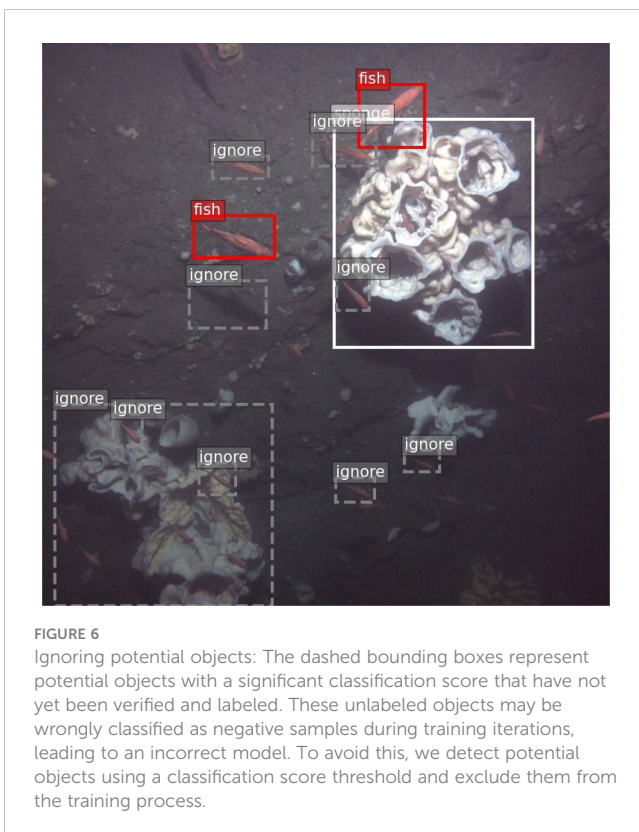 fish
sponge
ignore
ignore
fish
ignore
ignore
ignore
ignore
ignore
ignore
ignore
FIGURE 6
Ignoring potential objects: The dashed bounding boxes represent
potential objects with a significant classification score that have not
yet been verified and labeled. These unlabeled objects may be
wrongly classified as negative samples during training iterations,
leading to an incorrect model. To avoid this, we detect potential
objects using a classification score threshold and exclude them from
the training process.